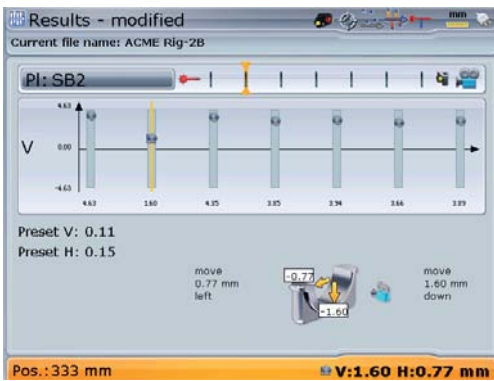 Results - modified
mm
Current file name: ACME Rig-2B
Pl: SB2
4.63
V 0.00
-4.63
4.63 1.60 4.35 3.85 3.94 3.66 3.89
Preset V: 0.11
Preset H: 0.15
move
0.77 mm
left
-0.77
-1.60
move
1.60 mm
down
Pos.:333 mm
V:1.60 H:0.77 mm